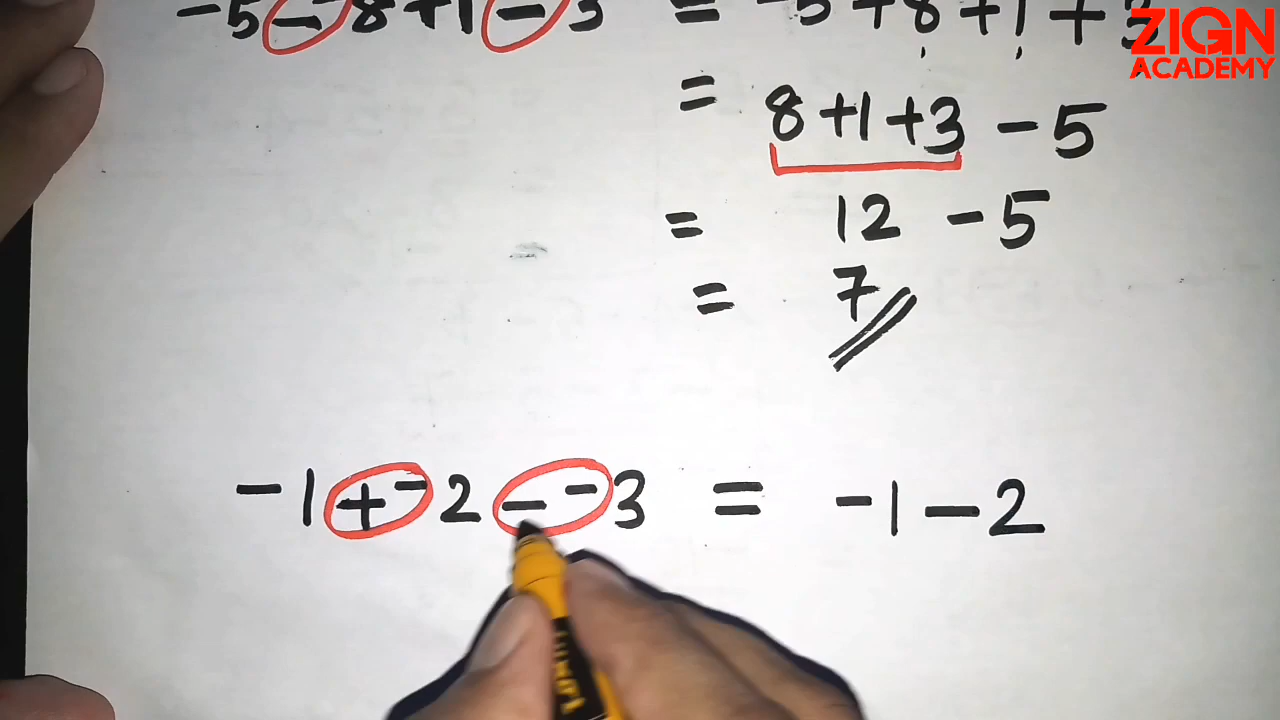 -5 - -8 +1 - -3 = -5 +8 +1 +3
ZIGN
ACADEMY
= 8 +1 +3 - 5
= 12 - 5
= 7
-1 + -2 - -3 = -1 - 2